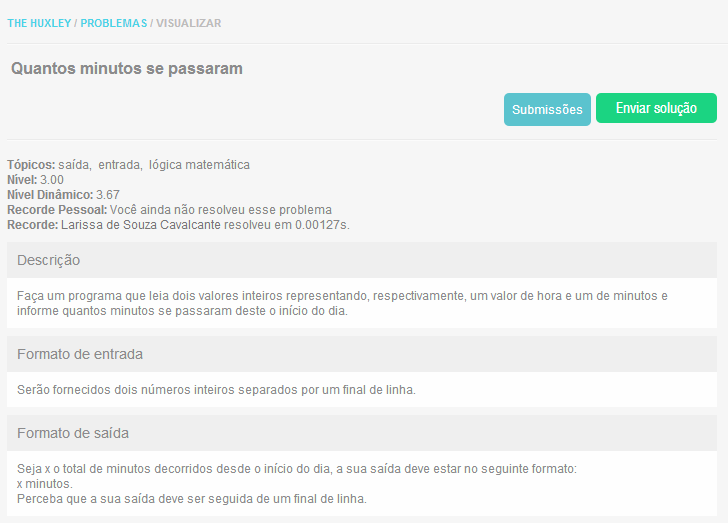 THE HUXLEY / PROBLEMAS / VISUALIZAR
Quantos minutos se passaram
Submissões
Enviar solução
Tópicos: saída, entrada, lógica matemática
Nível: 3.00
Nível Dinâmico: 3.67
Recorde Pessoal: Você ainda não resolveu esse problema
Recorde: Larissa de Souza Cavalcante resolveu em 0.00127s.
Descrição
Faça um programa que leia dois valores inteiros representando, respectivamente, um valor de hora e um de minutos e
informe quantos minutos se passaram deste o início do dia.
Formato de entrada
Serão fornecidos dois números inteiros separados por um final de linha.
Formato de saída
Seja x o total de minutos decorridos desde o início do dia, a sua saída deve estar no seguinte formato:
x minutos.
Perceba que a sua saída deve ser seguida de um final de linha.